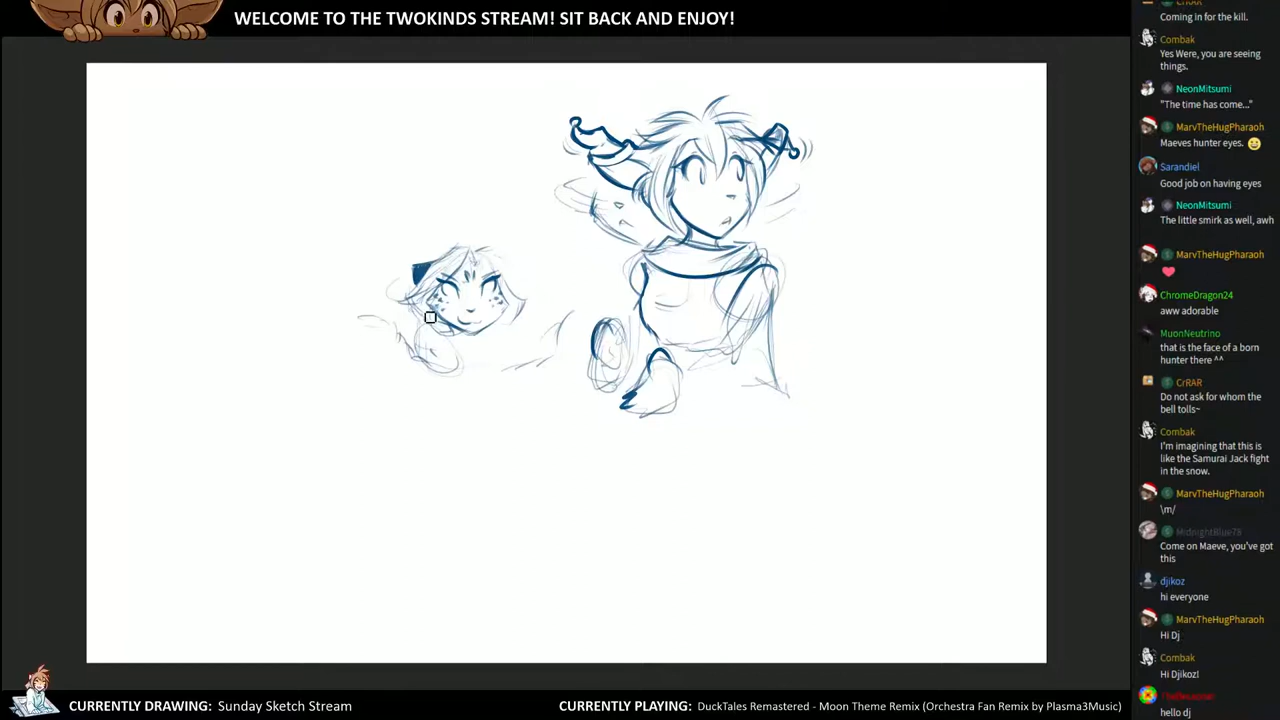 WELCOME TO THE TWOKINDS STREAM! SIT BACK AND ENJOY!
Coming in for the kill.
Combak
Yes Were, you are seeing
things.
NeonMitsumi
"The time has come..."
MarvTheHugPharaoh
Maeves hunter eyes. 😄
Sarandiel
Good job on having eyes
NeonMitsumi
The little smirk as well, awh
MarvTheHugPharaoh
ChromeDragon24
aww adorable
MuonNeutrino
that is the face of a born
hunter there ^^
CrRAR
Do not ask for whom the
bell tolls~
Combak
I'm imagining that this is
like the Samurai Jack fight
in the snow.
MarvTheHugPharaoh
\m/
MidnightBlue78
Come on Maeve, you've got
this
djikoz
hi everyone
MarvTheHugPharaoh
Hi Dj
Combak
Hi Djikoz!
hello dj
CURRENTLY DRAWING: Sunday Sketch Stream
CURRENTLY PLAYING: DuckTales Remastered - Moon Theme Remix (Orchestra Fan Remix by Plasma3Music)